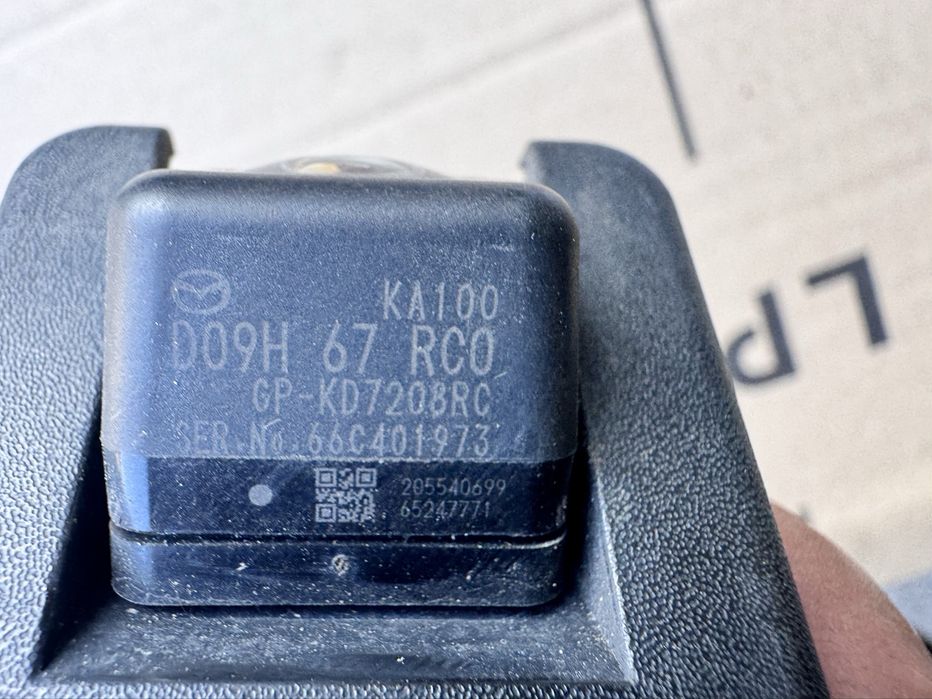 KA100
D09H 67 RC0
GP-KD7208RC
SER.No.66C401973
205540699
65247771
LP